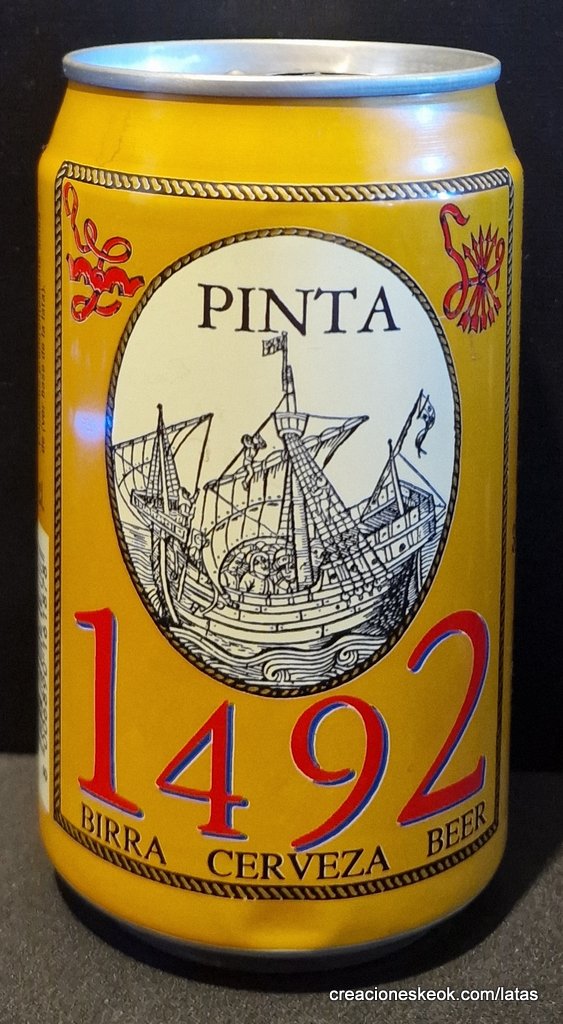 PINTA
1492
BIRRA CERVEZA BEER
creacioneskeok.com/latas